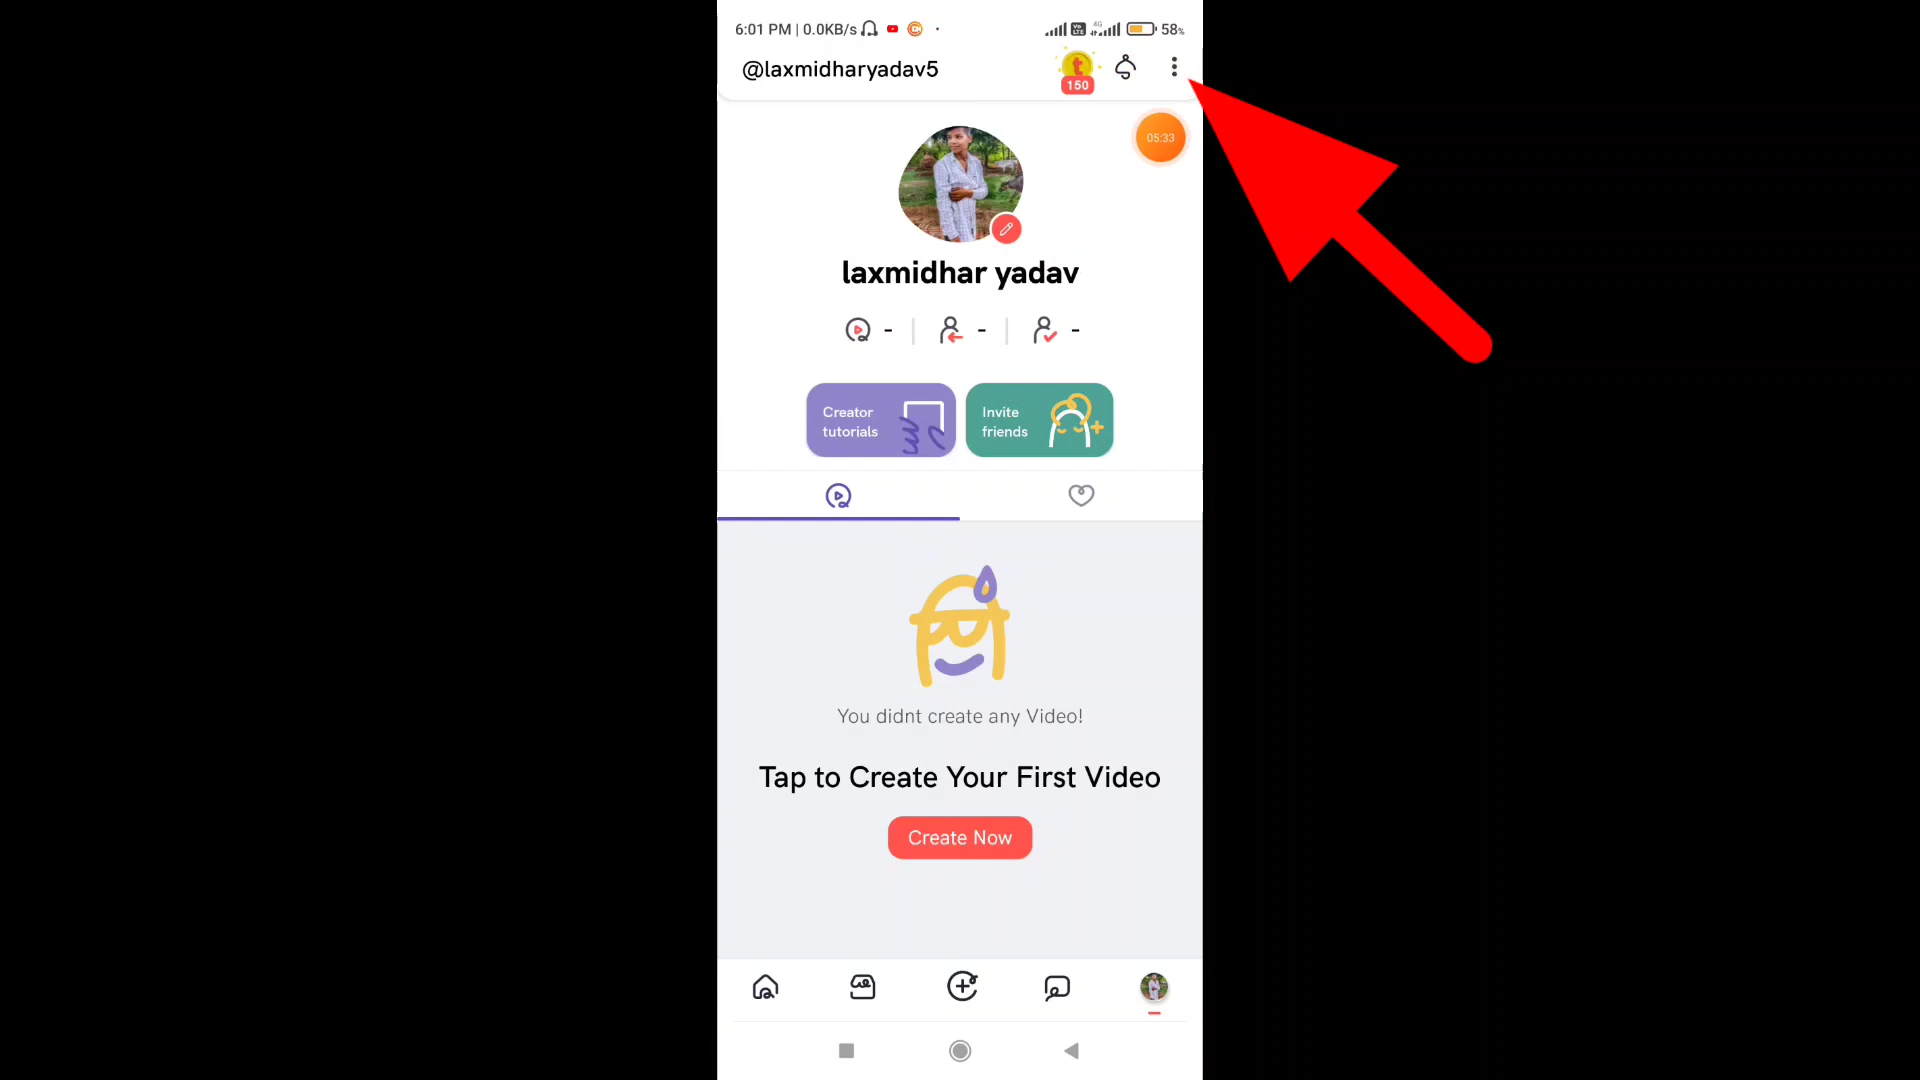 6:01 PM | 0.0KB/s 4G 58%
@laxmidharyadav5
t
150
05:33
laxmidhar yadav
- - -
Creator
tutorials
Invite
friends
You didnt create any Video!
Tap to Create Your First Video
Create Now